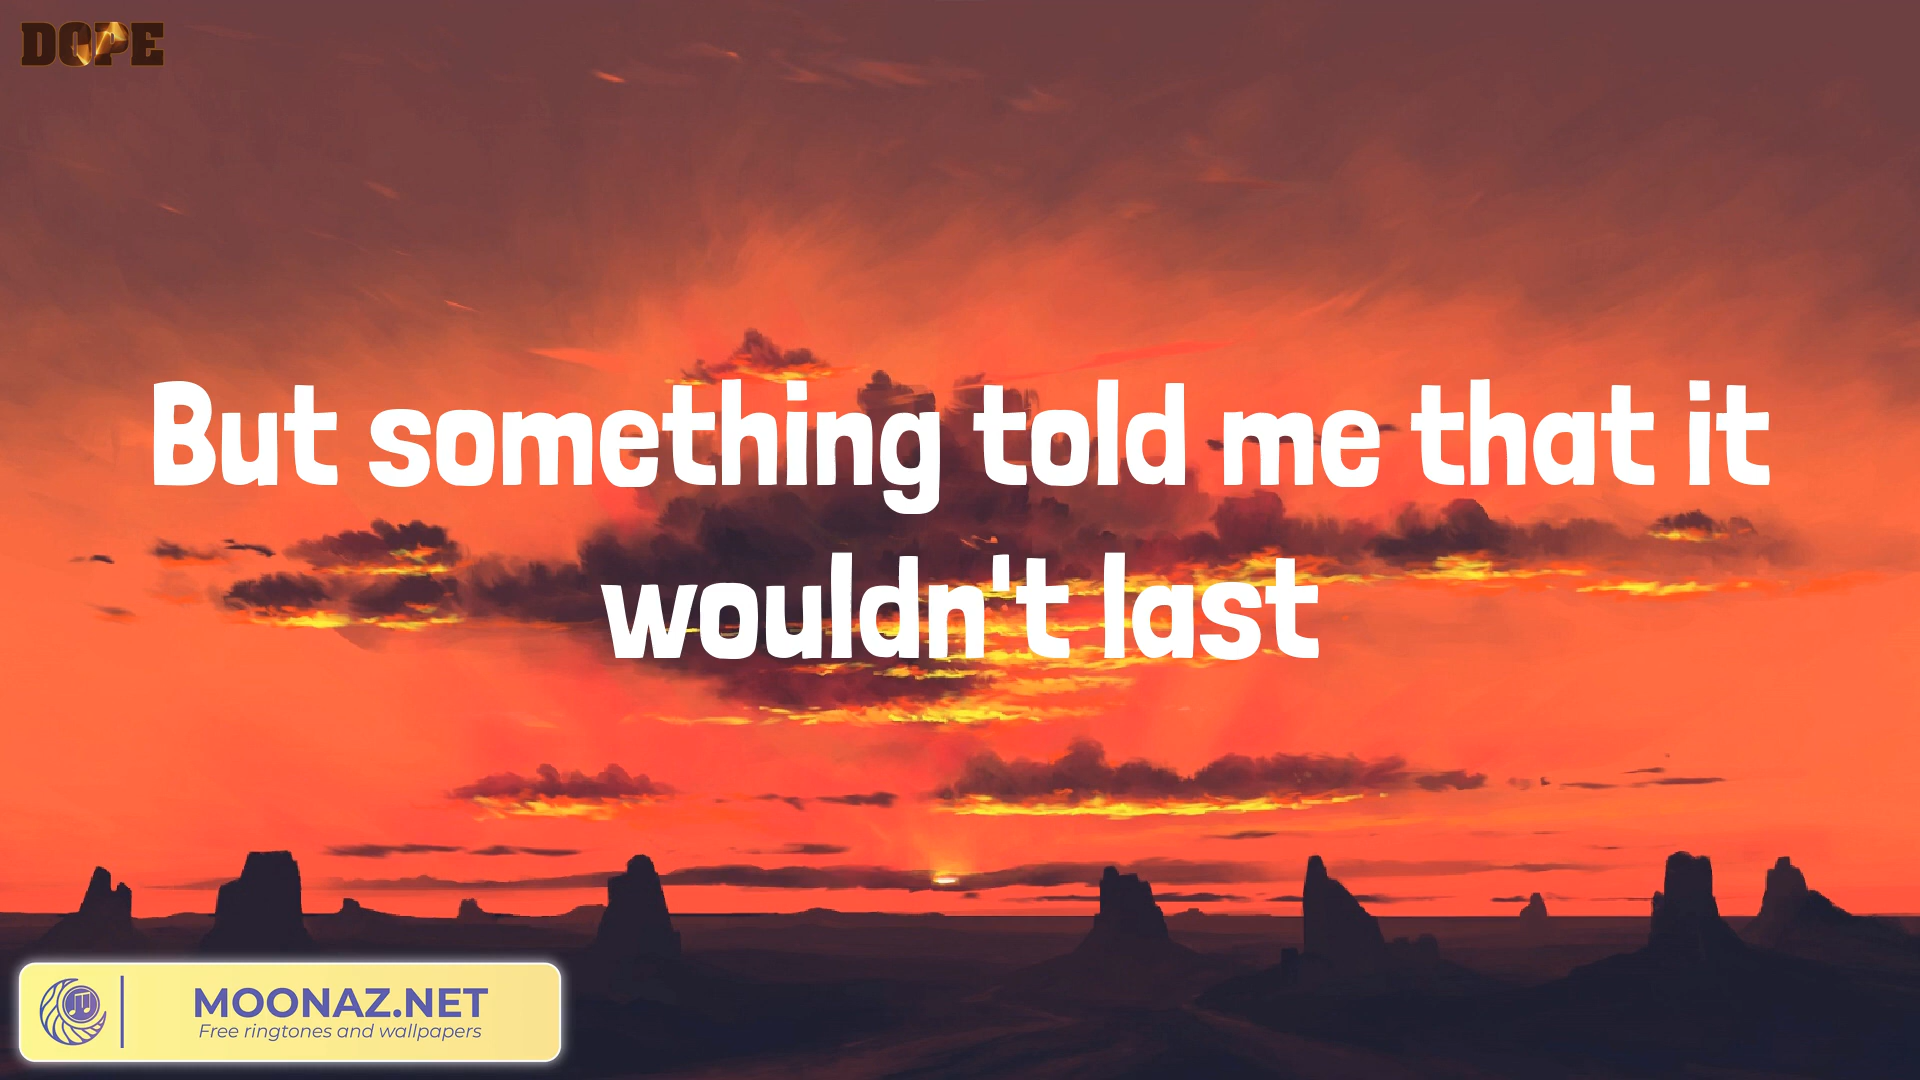 DOPE
But something told me that it
wouldn't last
MOONAZ.NET
Free ringtones and wallpapers